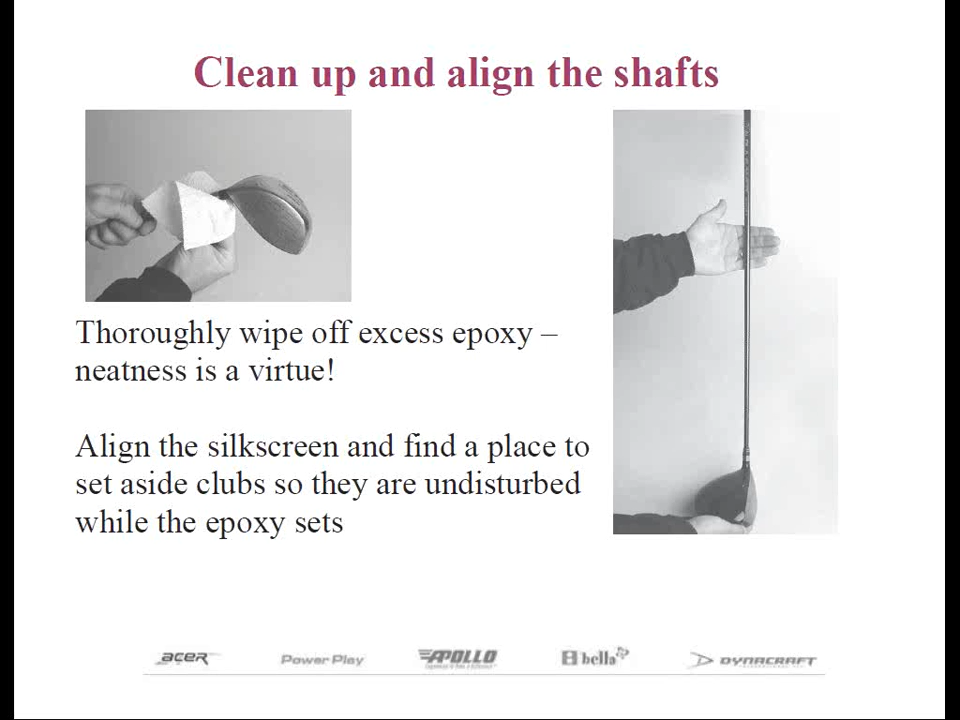 Clean up and align the shafts
Thoroughly wipe off excess epoxy –
neatness is a virtue!
Align the silkscreen and find a place to
set aside clubs so they are undisturbed
while the epoxy sets
acer
Power Play
APOLLO
bella
DYNACRAFT